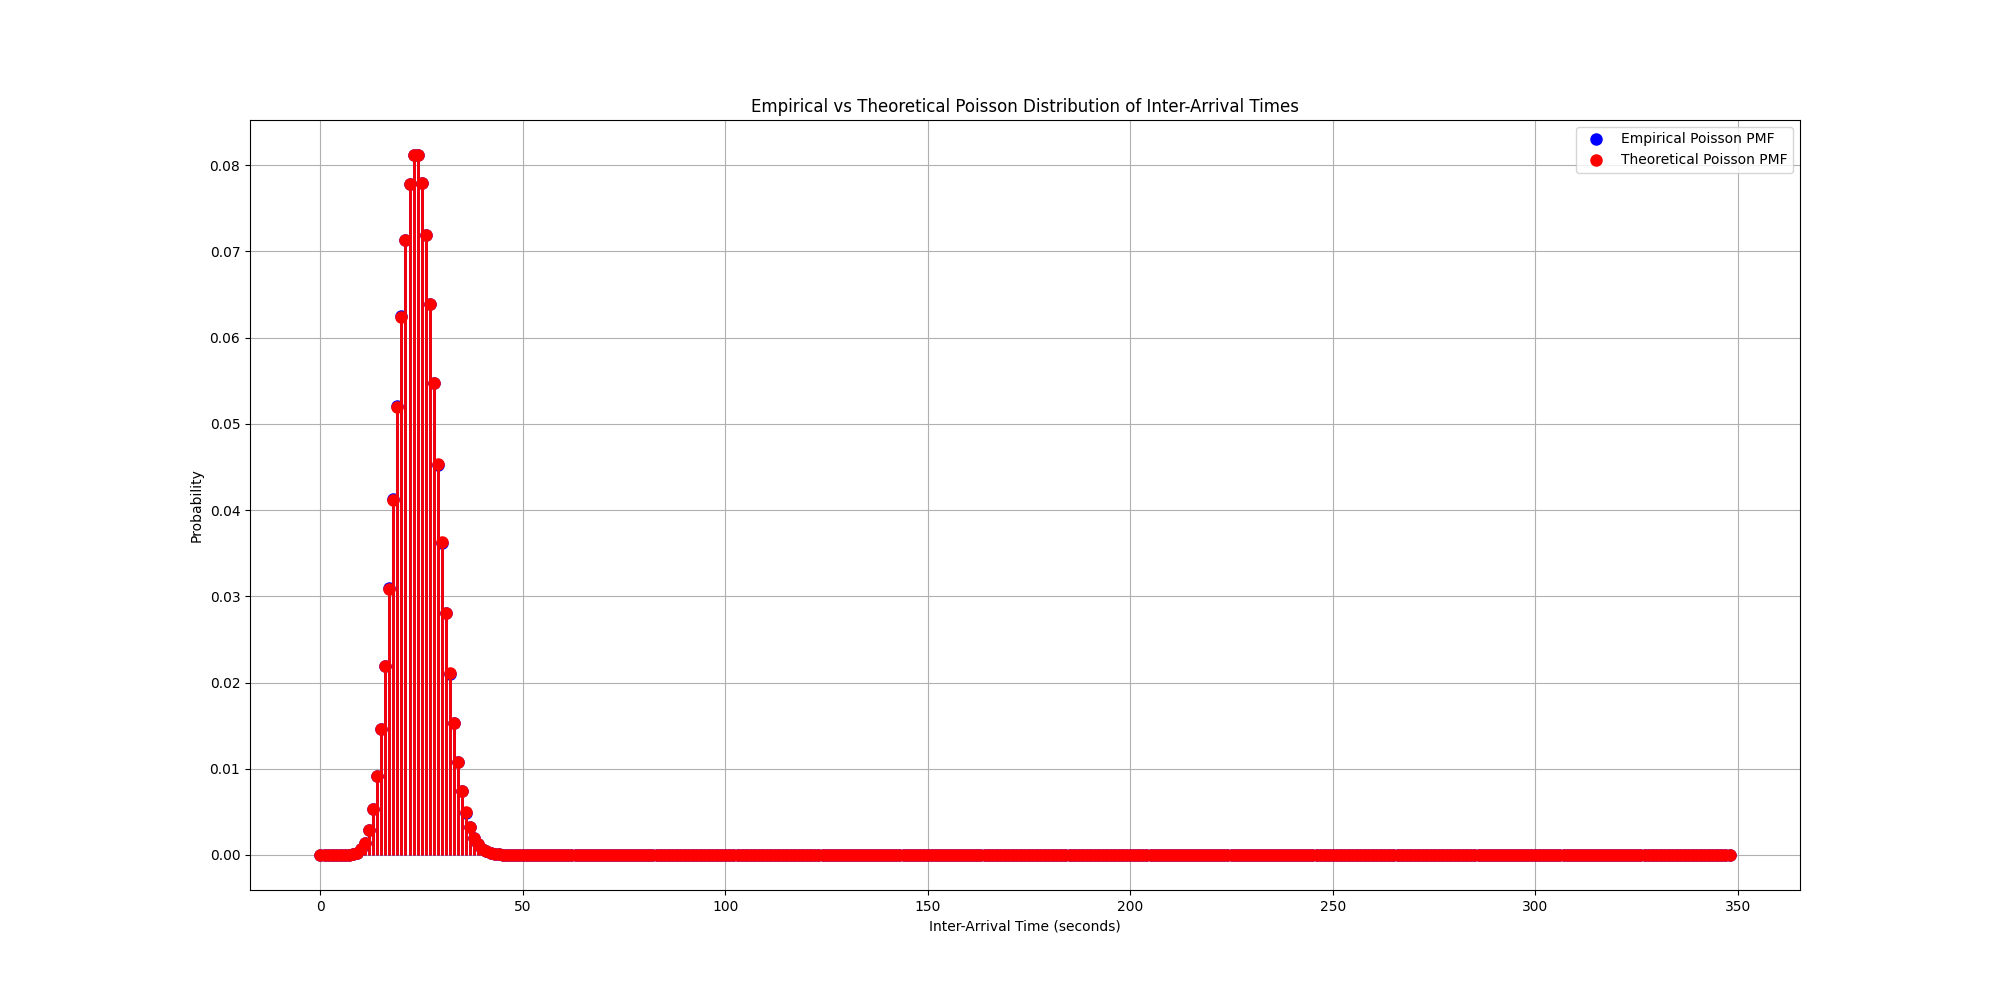 Empirical vs Theoretical Poisson Distribution of Inter-Arrival Times
Empirical Poisson PMF
Theoretical Poisson PMF
0.08
0.07
0.06
0.05
0.04
0.03
0.02
0.01
0.00
Probability
0 50 100 150 200 250 300 350
Inter-Arrival Time (seconds)